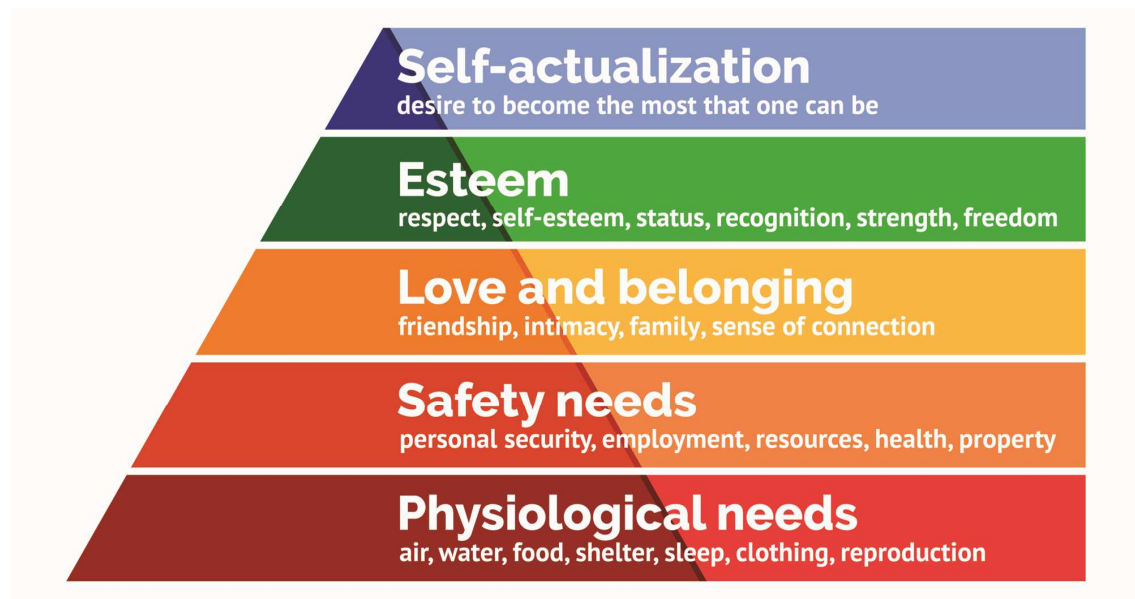 Self-actualization
desire to become the most that one can be
Esteem
respect, self-esteem, status, recognition, strength, freedom
Love and belonging
friendship, intimacy, family, sense of connection
Safety needs
personal security, employment, resources, health, property
Physiological needs
air, water, food, shelter, sleep, clothing, reproduction